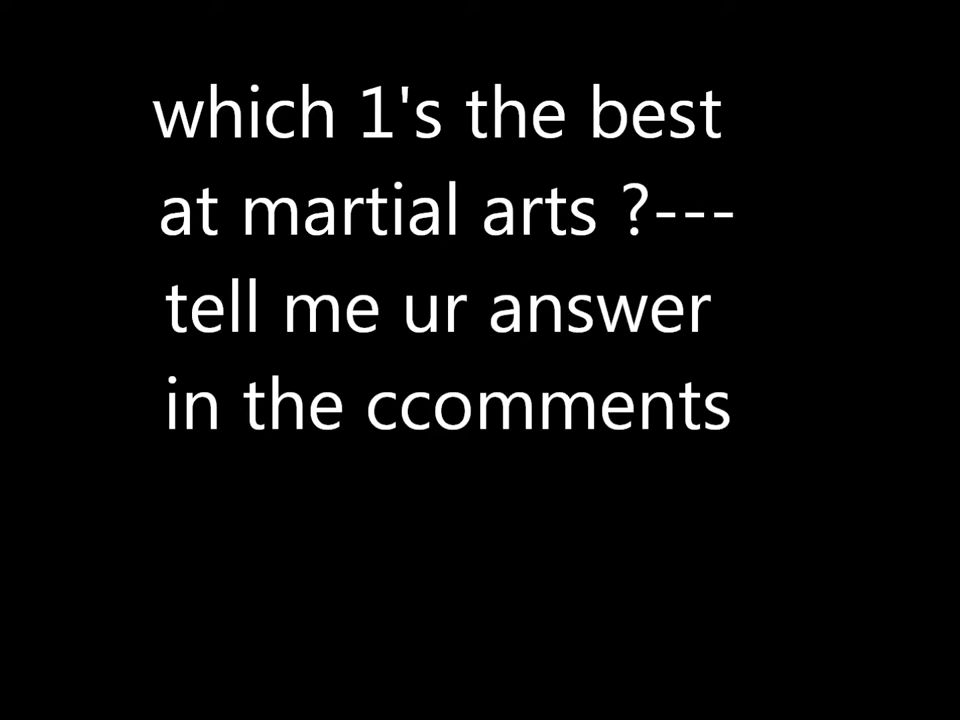 which 1's the best
at martial arts ?---
tell me ur answer
in the ccomments